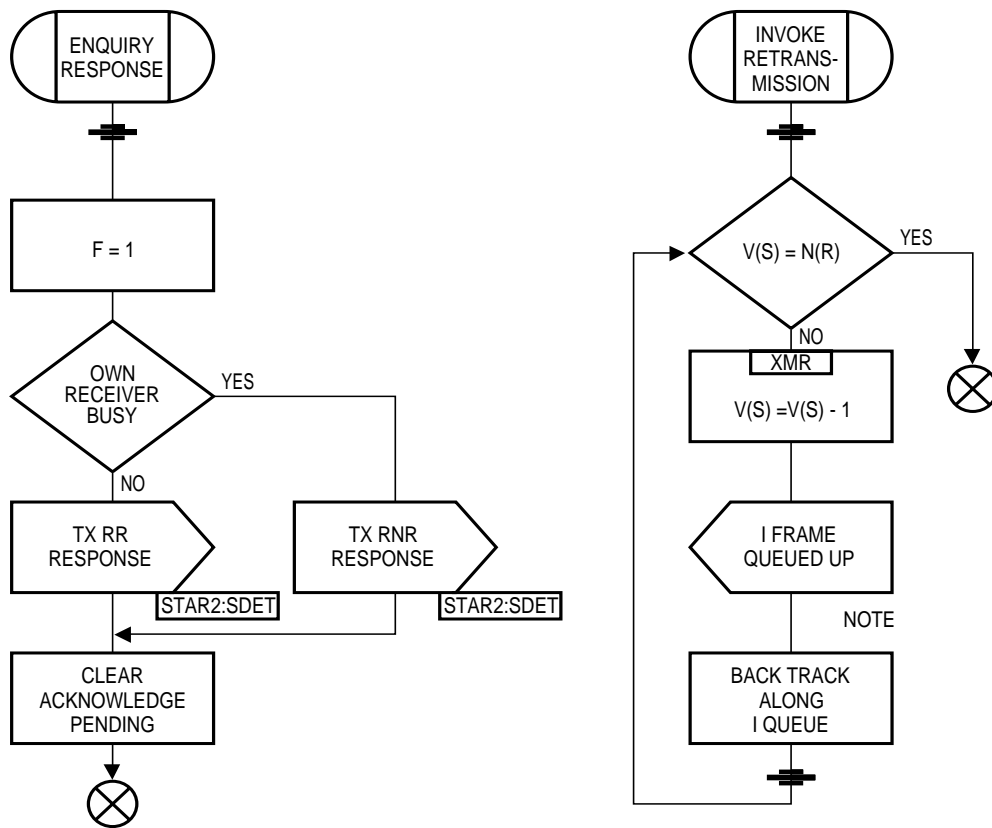 ENQUIRY
RESPONSE
F = 1
OWN
RECEIVER
BUSY
YES
NO
TX RR
RESPONSE
STAR2:SDET
TX RNR
RESPONSE
STAR2:SDET
CLEAR
ACKNOWLEDGE
PENDING
INVOKE
RETRANS-
MISSION
V(S) = N(R)
YES
NO
XMR
V(S) =V(S) - 1
I FRAME
QUEUED UP
NOTE
BACK TRACK
ALONG
I QUEUE